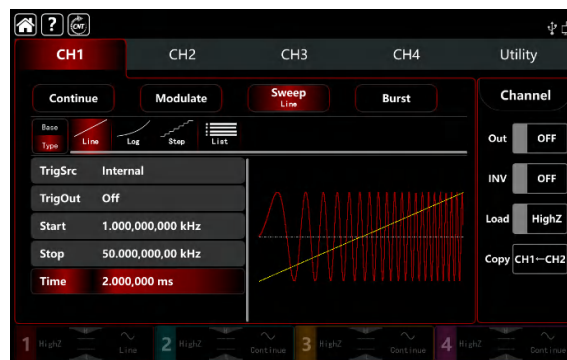 ? CNT
CH1 CH2 CH3 CH4 Utility
Continue Modulate Sweep Burst Channel
Line
Base
Type Line Log Step List
Out OFF
TrigSrc Internal
TrigOut Off
INV OFF
Start 1.000,000,000 kHz
Load HighZ
Stop 50.000,000,00 kHz
Copy CH1←CH2
Time 2.000,000 ms
1 HighZ Line 2 HighZ Continue 3 HighZ Continue 4 HighZ Continue